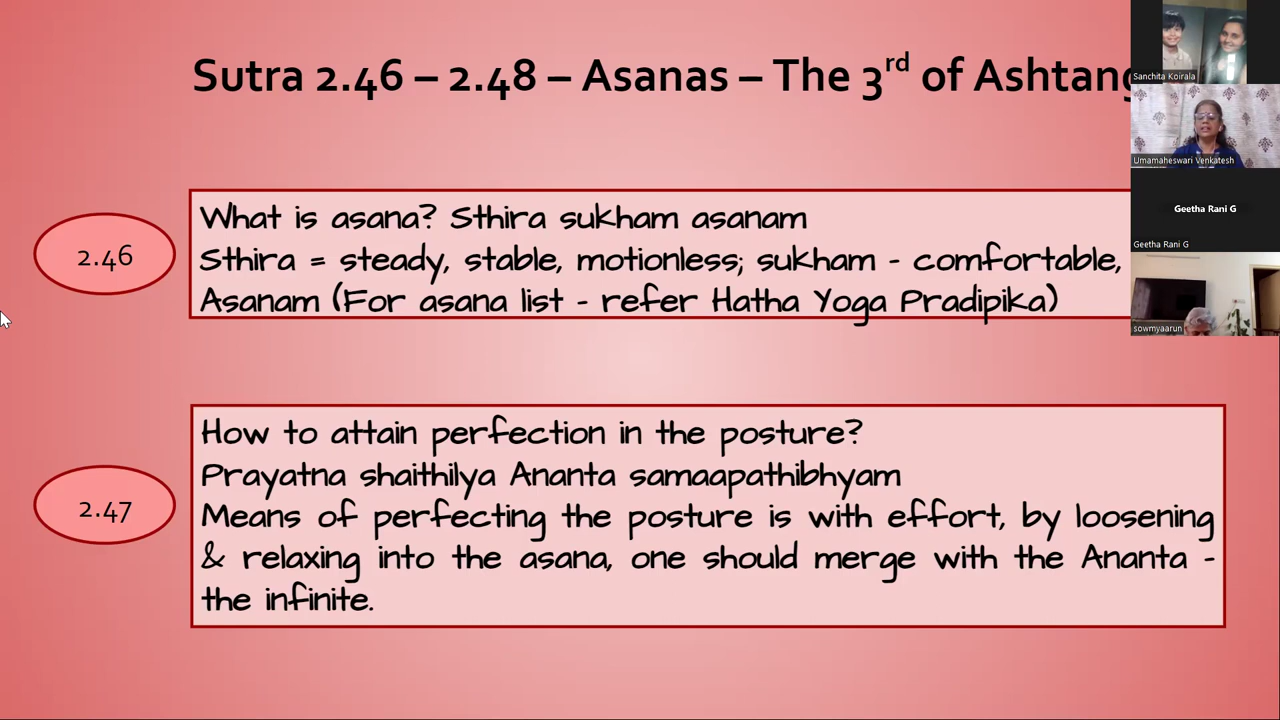 Sutra 2.46 – 2.48 – Asanas – The 3rd of Ashtang
Sanchita Koirala
Umamaheswari Venkatesh
Geetha Rani G
Geetha Rani G
sowmyaarun
2.46
What is asana? Sthira sukham asanam
Sthira = steady, stable, motionless; sukham - comfortable,
Asanam (For asana list - refer Hatha Yoga Pradipika)
2.47
How to attain perfection in the posture?
Prayatna shaithilya Ananta samaapathibhyam
Means of perfecting the posture is with effort, by loosening
& relaxing into the asana, one should merge with the Ananta -
the infinite.